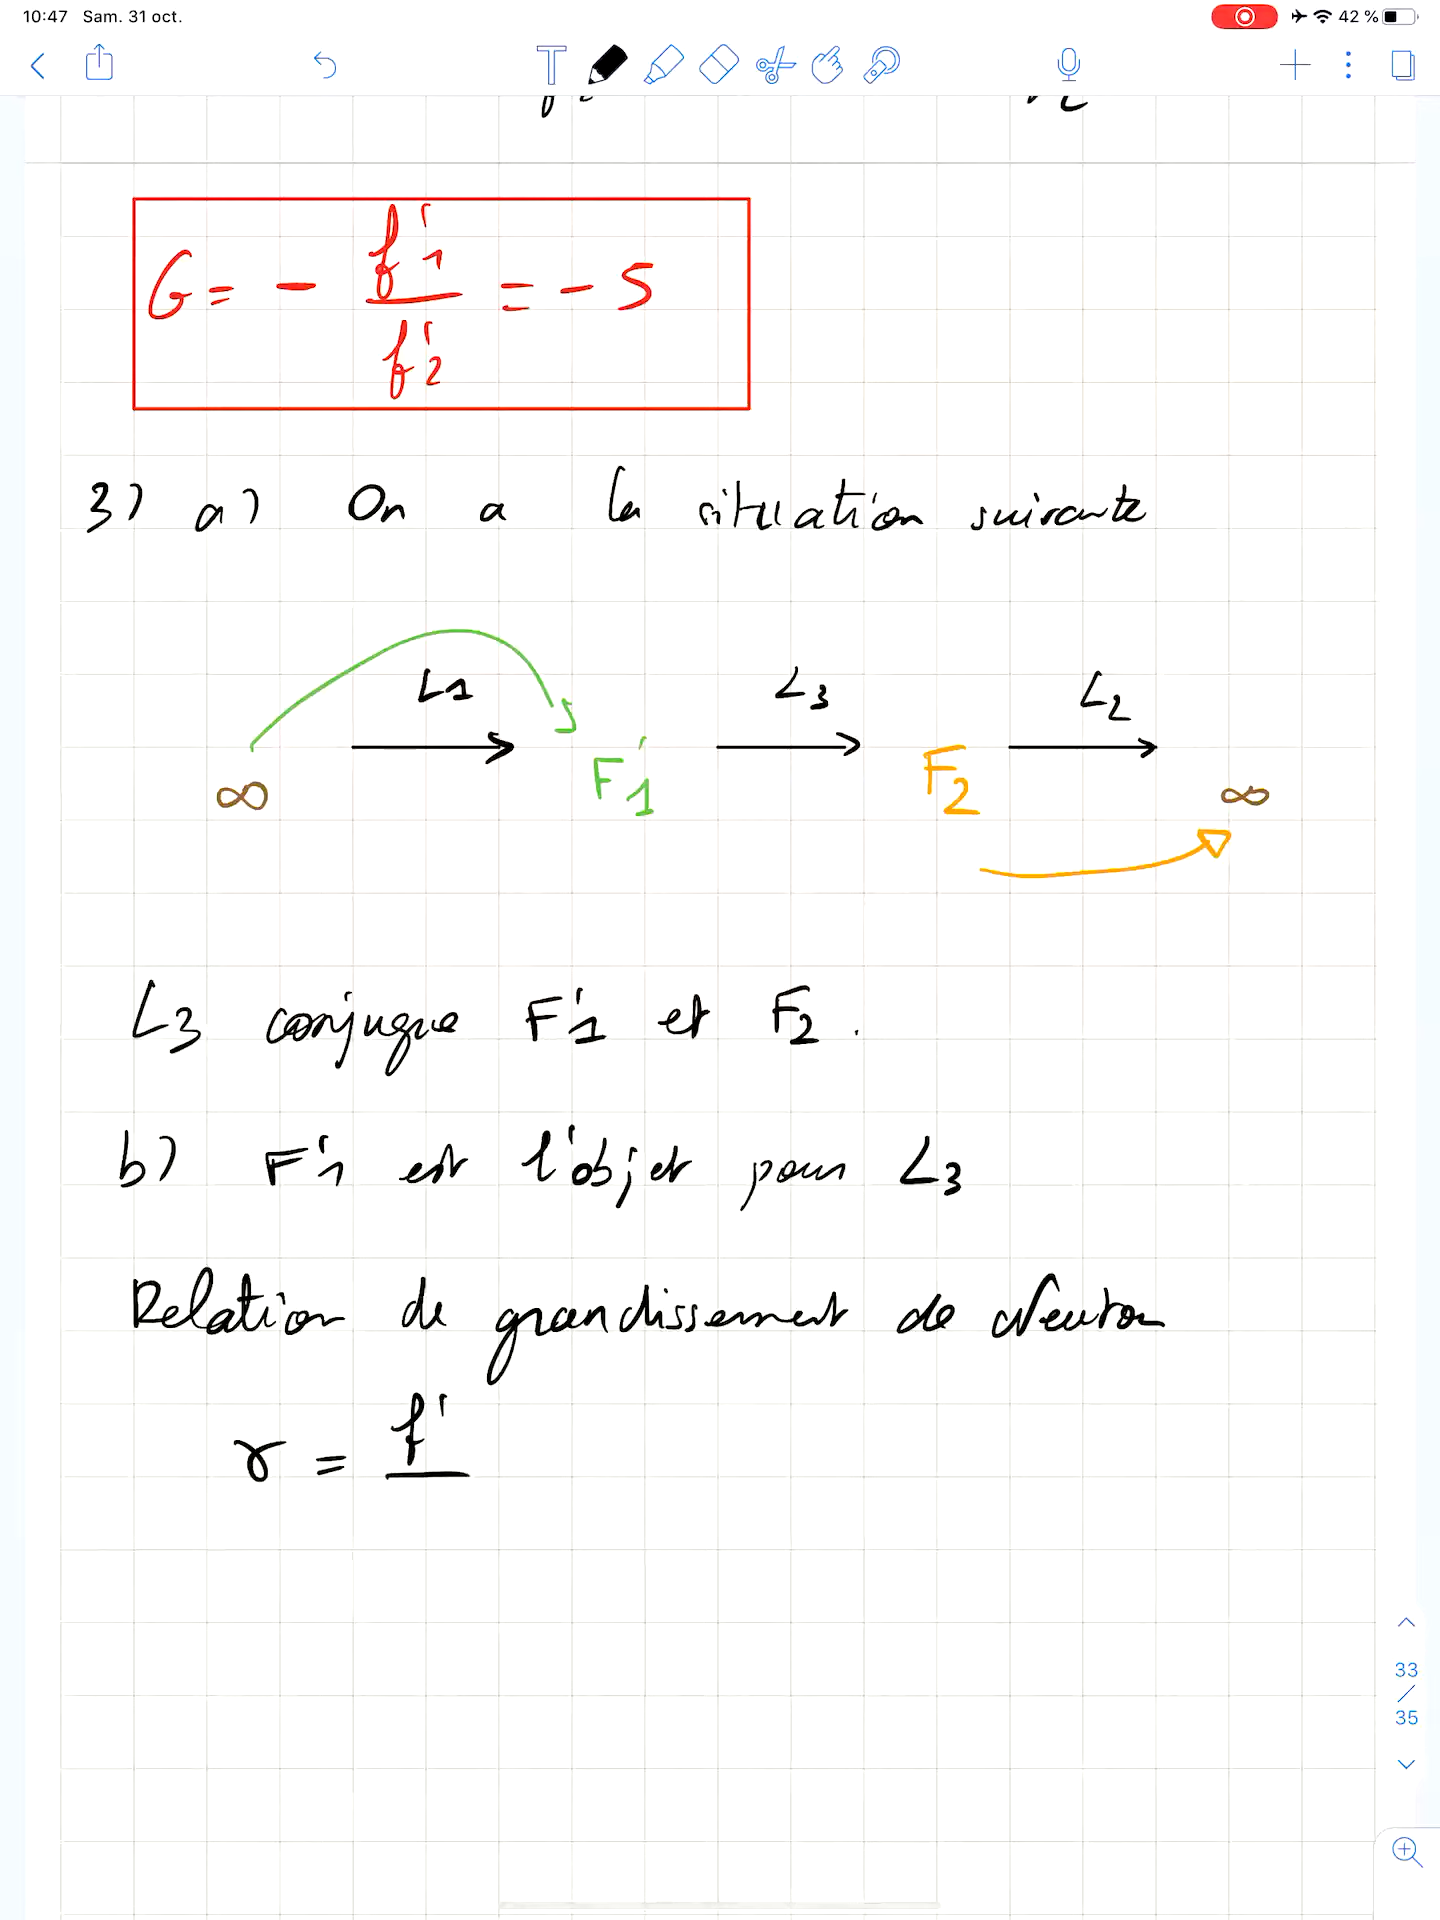 10:47 Sam. 31 oct. 42 %
T
G = - f'1 / f'2 = - 5
3) a) On a la situation suivante
L1 L3 L2
∞ F'1 F2 ∞
L3 conjugue F'1 et F2.
b) F'1 est l'objet pour L3
Relation de grandissement de Newton
γ = f'
33
/
35